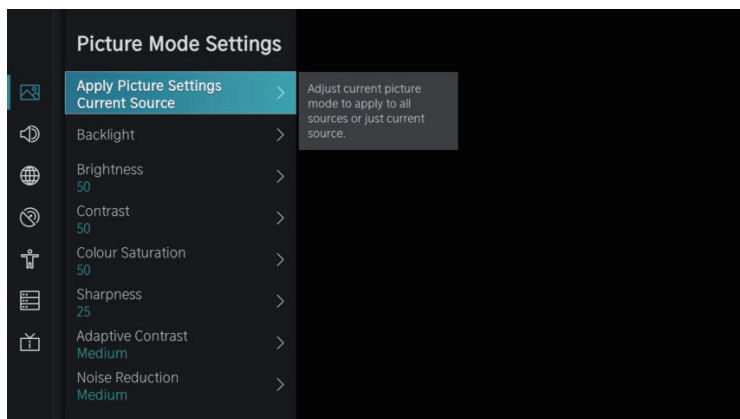 Picture Mode Settings
Apply Picture Settings
Current Source
Adjust current picture
mode to apply to all
sources or just current
source.
Backlight
Brightness
50
Contrast
50
Colour Saturation
50
Sharpness
25
Adaptive Contrast
Medium
Noise Reduction
Medium